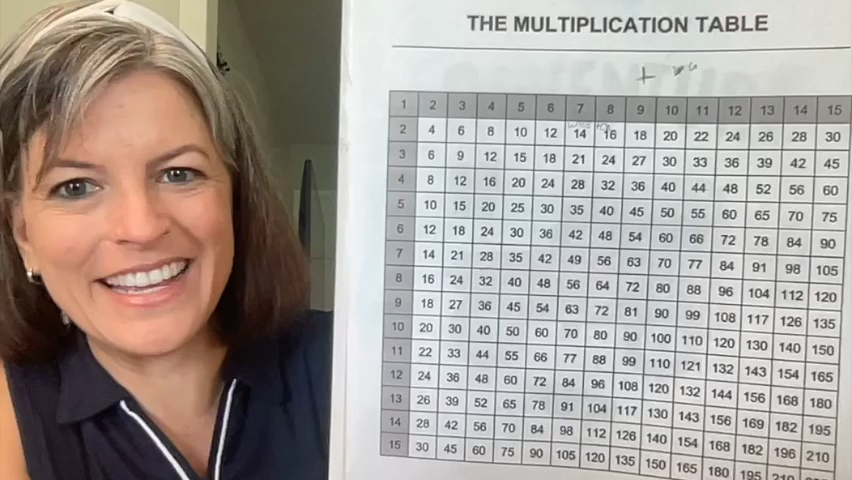 THE MULTIPLICATION TABLE
1 2 3 4 5 6 7 8 9 10 11 12 13 14 15
2 4 6 8 10 12 14 16 18 20 22 24 26 28 30
3 6 9 12 15 18 21 24 27 30 33 36 39 42 45
4 8 12 16 20 24 28 32 36 40 44 48 52 56 60
5 10 15 20 25 30 35 40 45 50 55 60 65 70 75
6 12 18 24 30 36 42 48 54 60 66 72 78 84 90
7 14 21 28 35 42 49 56 63 70 77 84 91 98 105
8 16 24 32 40 48 56 64 72 80 88 96 104 112 120
9 18 27 36 45 54 63 72 81 90 99 108 117 126 135
10 20 30 40 50 60 70 80 90 100 110 120 130 140 150
11 22 33 44 55 66 77 88 99 110 121 132 143 154 165
12 24 36 48 60 72 84 96 108 120 132 144 156 168 180
13 26 39 52 65 78 91 104 117 130 143 156 169 182 195
14 28 42 56 70 84 98 112 126 140 154 168 182 196 210
15 30 45 60 75 90 105 120 135 150 165 180 195 210